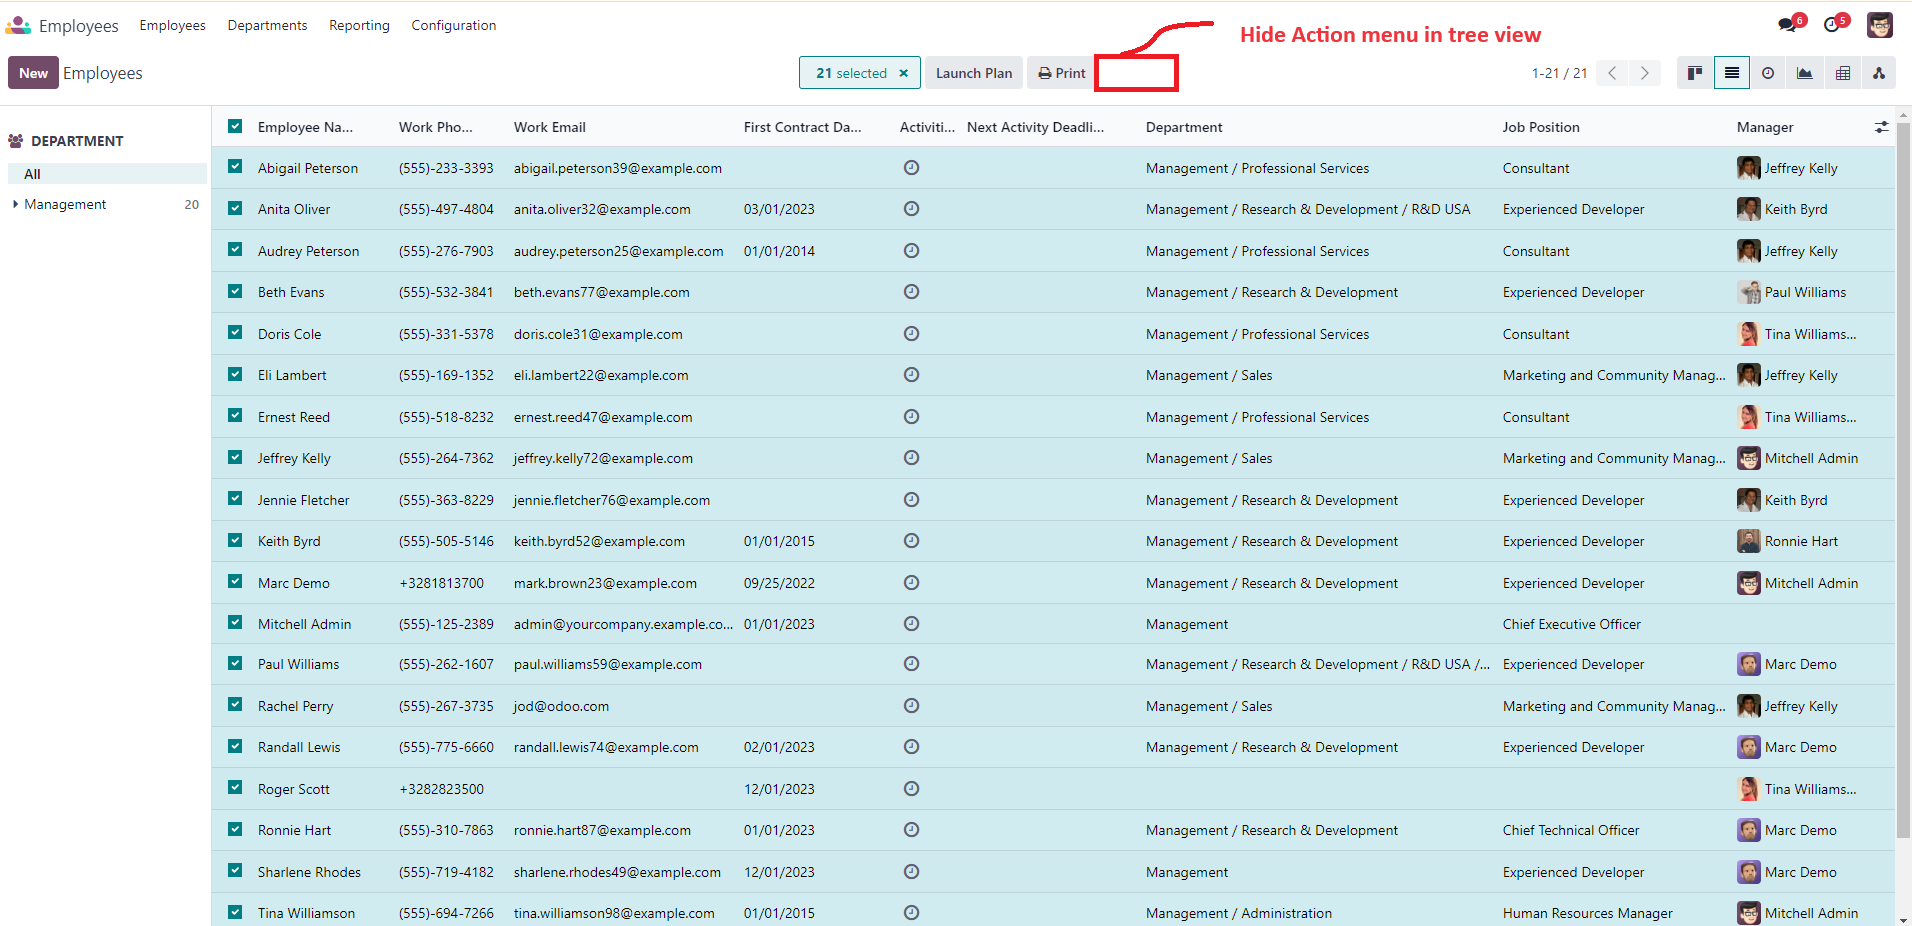 Employees Employees Departments Reporting Configuration 6 5
Hide Action menu in tree view
New Employees 21 selected × Launch Plan Print 1-21 / 21
DEPARTMENT
All
Management 20
Employee Na... Work Pho... Work Email First Contract Da... Activiti... Next Activity Deadli... Department Job Position Manager
Abigail Peterson (555)-233-3393 abigail.peterson39@example.com Management / Professional Services Consultant Jeffrey Kelly
Anita Oliver (555)-497-4804 anita.oliver32@example.com 03/01/2023 Management / Research & Development / R&D USA Experienced Developer Keith Byrd
Audrey Peterson (555)-276-7903 audrey.peterson25@example.com 01/01/2014 Management / Professional Services Consultant Jeffrey Kelly
Beth Evans (555)-532-3841 beth.evans77@example.com Management / Research & Development Experienced Developer Paul Williams
Doris Cole (555)-331-5378 doris.cole31@example.com Management / Professional Services Consultant Tina Williams...
Eli Lambert (555)-169-1352 eli.lambert22@example.com Management / Sales Marketing and Community Manag... Jeffrey Kelly
Ernest Reed (555)-518-8232 ernest.reed47@example.com Management / Professional Services Consultant Tina Williams...
Jeffrey Kelly (555)-264-7362 jeffrey.kelly72@example.com Management / Sales Marketing and Community Manag... Mitchell Admin
Jennie Fletcher (555)-363-8229 jennie.fletcher76@example.com Management / Research & Development Experienced Developer Keith Byrd
Keith Byrd (555)-505-5146 keith.byrd52@example.com 01/01/2015 Management / Research & Development Experienced Developer Ronnie Hart
Marc Demo +3281813700 mark.brown23@example.com 09/25/2022 Management / Research & Development Experienced Developer Mitchell Admin
Mitchell Admin (555)-125-2389 admin@yourcompany.example.co... 01/01/2023 Management Chief Executive Officer
Paul Williams (555)-262-1607 paul.williams59@example.com Management / Research & Development / R&D USA /... Experienced Developer Marc Demo
Rachel Perry (555)-267-3735 jod@odoo.com Management / Sales Marketing and Community Manag... Jeffrey Kelly
Randall Lewis (555)-775-6660 randall.lewis74@example.com 02/01/2023 Management / Research & Development Experienced Developer Marc Demo
Roger Scott +3282823500 12/01/2023 Tina Williams...
Ronnie Hart (555)-310-7863 ronnie.hart87@example.com 01/01/2023 Management / Research & Development Chief Technical Officer Marc Demo
Sharlene Rhodes (555)-719-4182 sharlene.rhodes49@example.com 12/01/2023 Management Experienced Developer Marc Demo
Tina Williamson (555)-694-7266 tina.williamson98@example.com 01/01/2015 Management / Administration Human Resources Manager Mitchell Admin